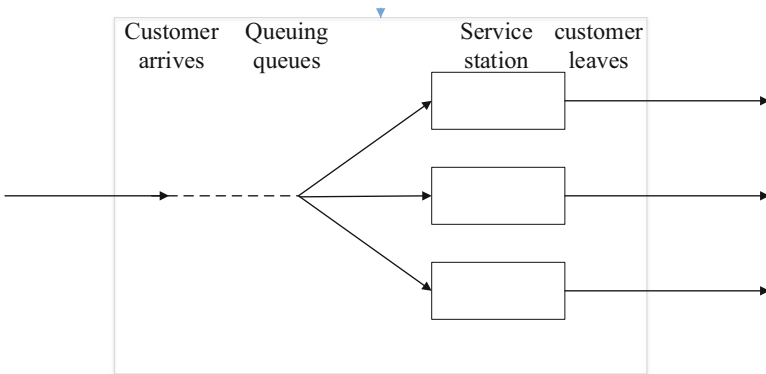 Customer
arrives
Queuing
queues
Service
station
customer
leaves